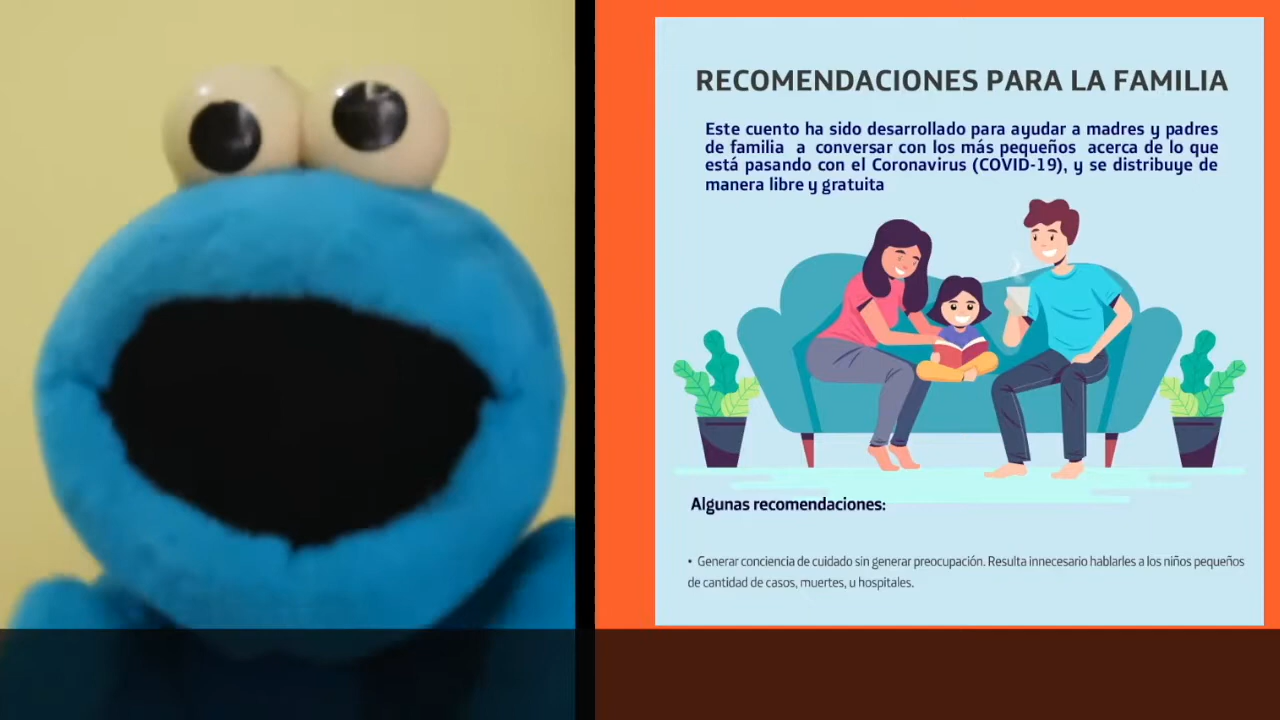 RECOMENDACIONES PARA LA FAMILIA
Este cuento ha sido desarrollado para ayudar a madres y padres
de familia a conversar con los más pequeños acerca de lo que
está pasando con el Coronavirus (COVID-19), y se distribuye de
manera libre y gratuita
Algunas recomendaciones:
• Generar conciencia de cuidado sin generar preocupación. Resulta innecesario hablarles a los niños pequeños
de cantidad de casos, muertes, u hospitales.